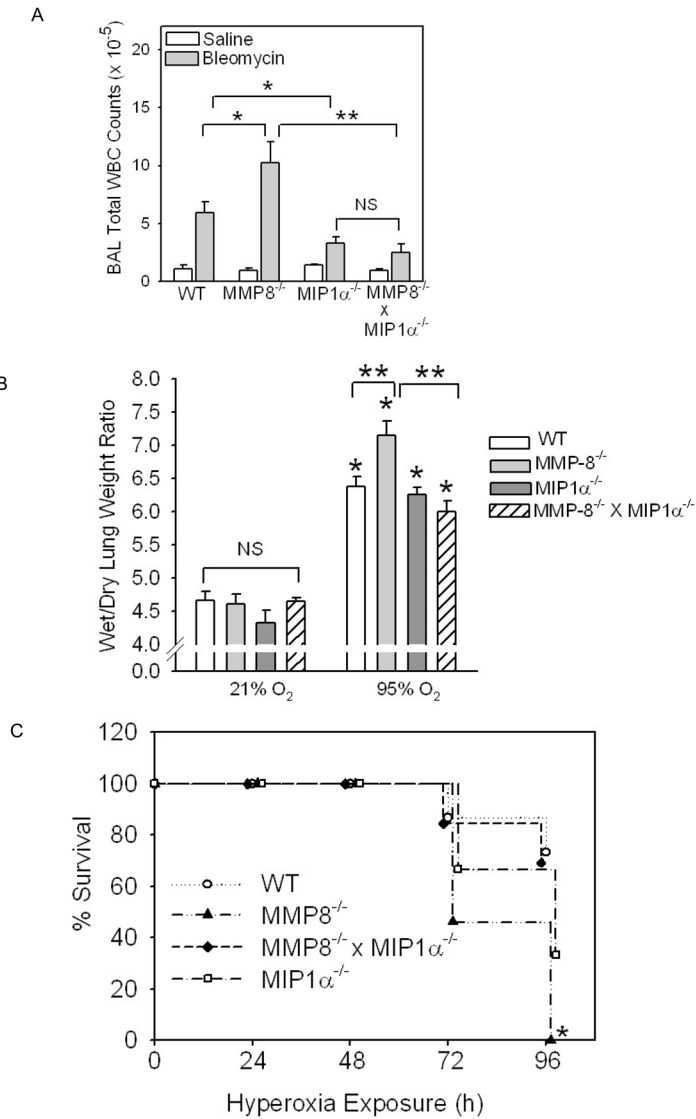 A
BAL Total WBC Counts (x 10⁻⁵)
20
15
10
5
0
Saline
Bleomycin
*
*
**
NS
WT MMP8⁻/⁻ MIP1α⁻/⁻ MMP8⁻/⁻
x
MIP1α⁻/⁻
B
Wet/Dry Lung Weight Ratio
8.0
7.5
7.0
6.5
6.0
5.5
5.0
4.5
4.0
0.0
NS
** **
*
* * *
21% O₂ 95% O₂
WT
MMP-8⁻/⁻
MIP1α⁻/⁻
MMP-8⁻/⁻ X MIP1α⁻/⁻
C
% Survival
120
100
80
60
40
20
0
WT
MMP8⁻/⁻
MMP8⁻/⁻ x MIP1α⁻/⁻
MIP1α⁻/⁻
*
0 24 48 72 96
Hyperoxia Exposure (h)